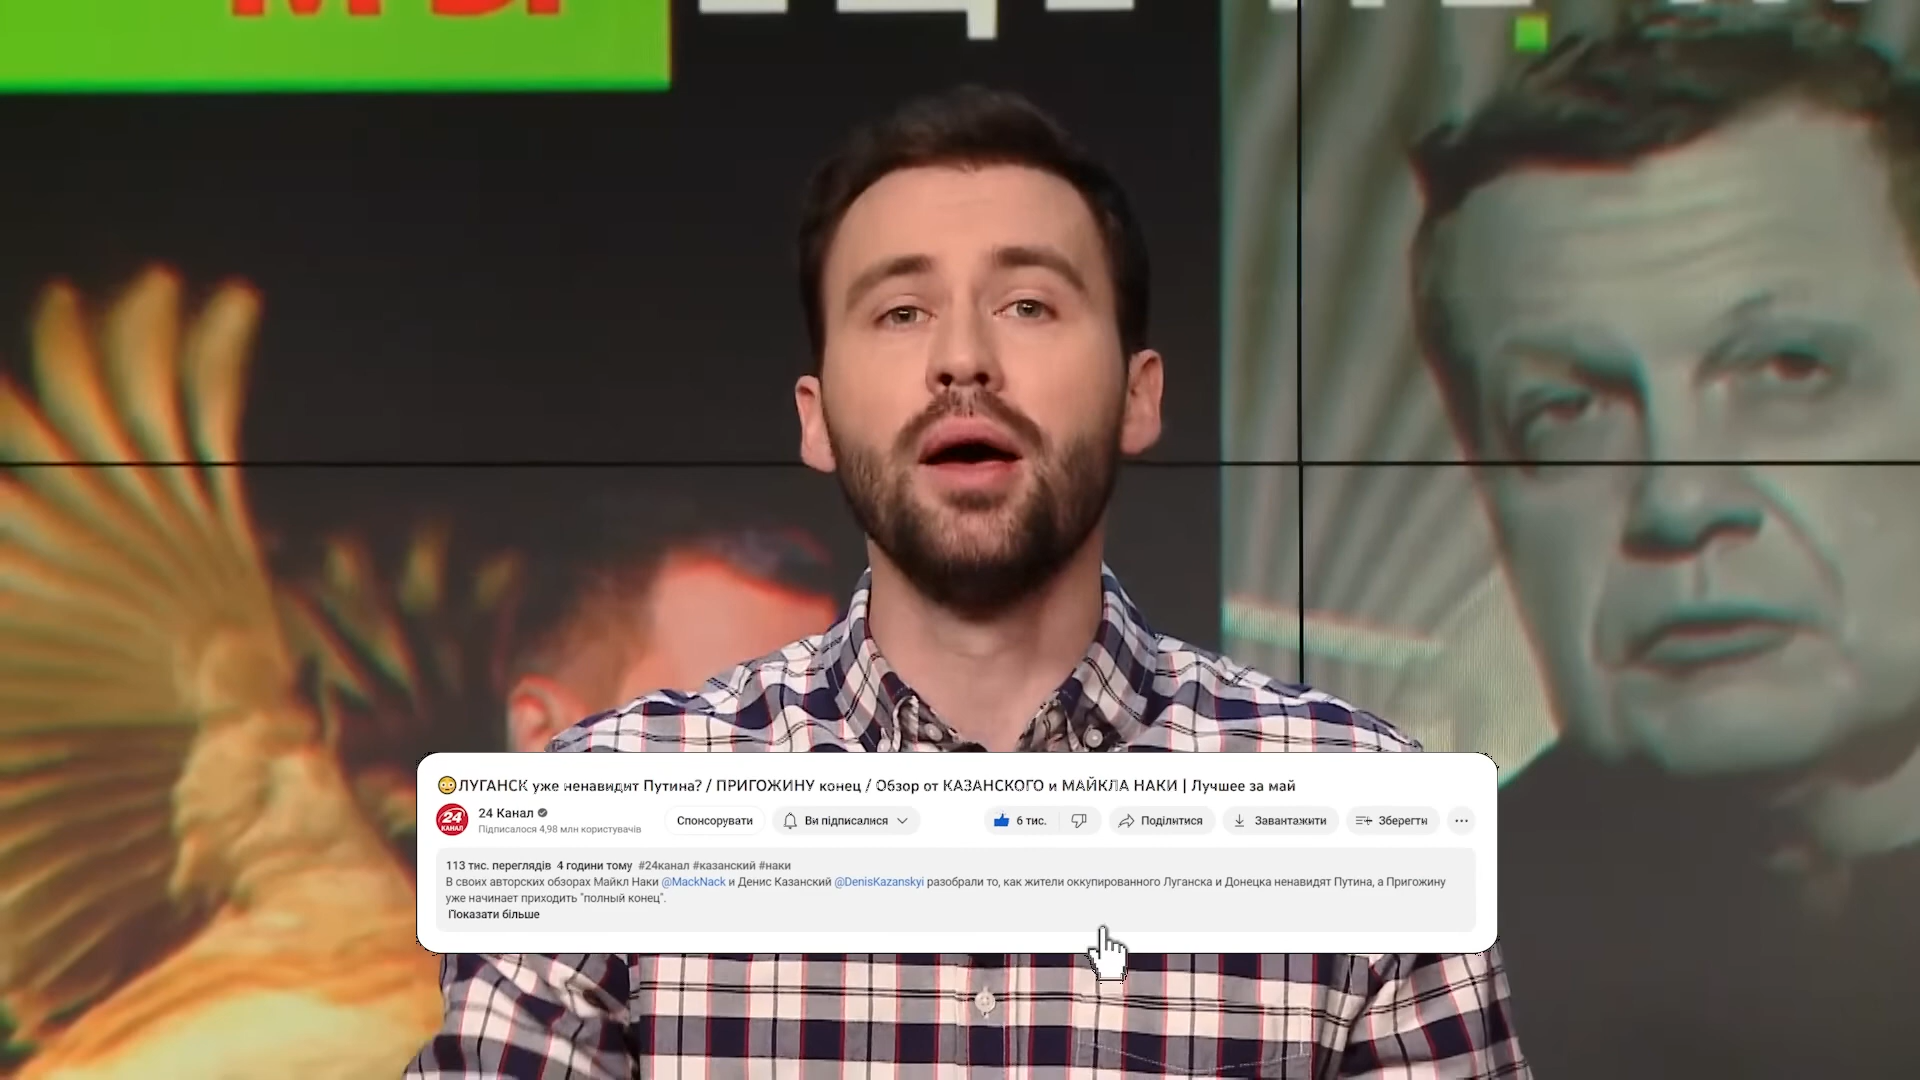 мы
😳ЛУГАНСК уже ненавидит Путина? / ПРИГОЖИНУ конец / Обзор от КАЗАНСКОГО и МАЙКЛА НАКИ | Лучшее за май
24 КАНАЛ
24 Канал
Підписалося 4,98 млн користувачів
Спонсорувати
Ви підписалися
6 тис.
Поділитися
Завантажити
Зберегти
113 тис. переглядів 4 години тому #24канал #казанский #наки
В своих авторских обзорах Майкл Наки @MackNack и Денис Казанский @DenisKazanskyi разобрали то, как жители оккупированного Луганска и Донецка ненавидят Путина, а Пригожину
уже начинает приходить "полный конец".
Показати більше